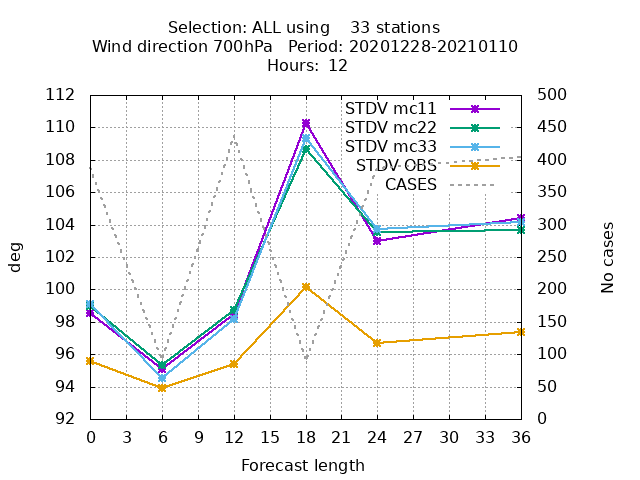 Selection: ALL using    33 stations
Wind direction 700hPa   Period: 20201228-20210110
Hours: 12
112
110
108
106
104
102
100
98
96
94
92
deg
500
450
400
350
300
250
200
150
100
50
0
No cases
STDV mc11
STDV mc22
STDV mc33
STDV OBS
CASES
0 3 6 9 12 15 18 21 24 27 30 33 36
Forecast length